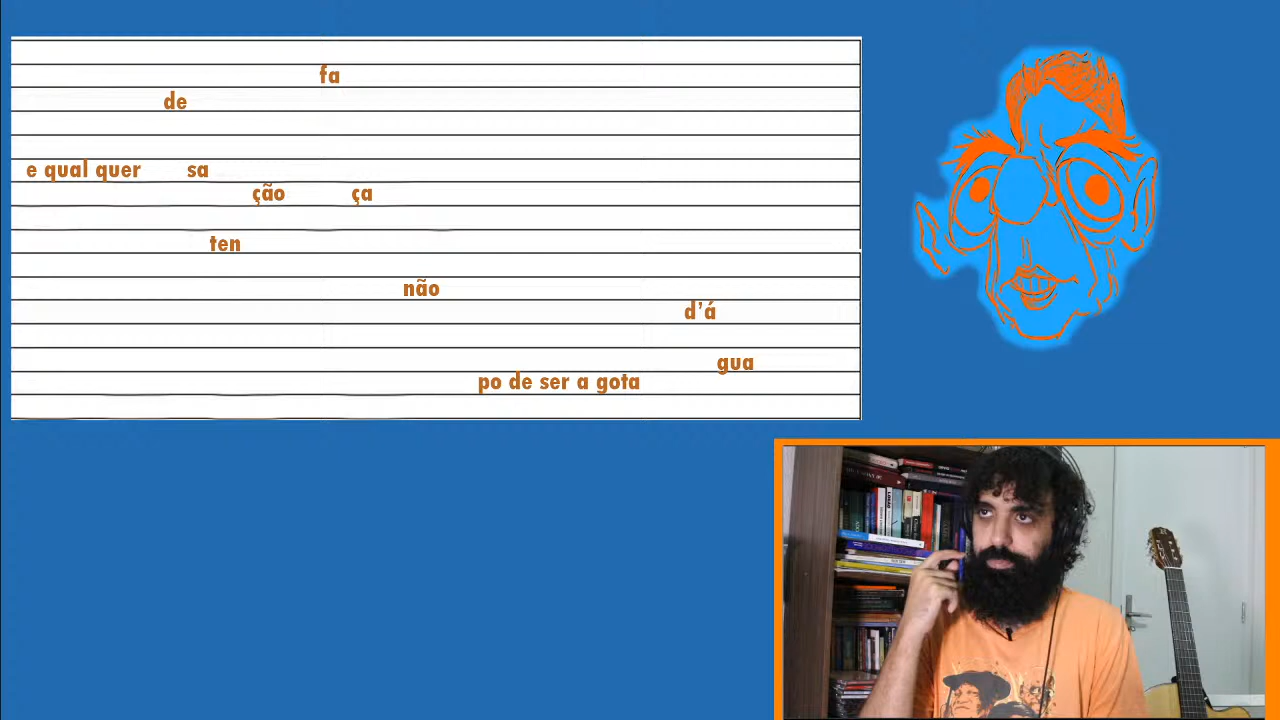 fa
de
e qual quer sa
ção ça
ten
não
d'á
gua
po de ser a gota